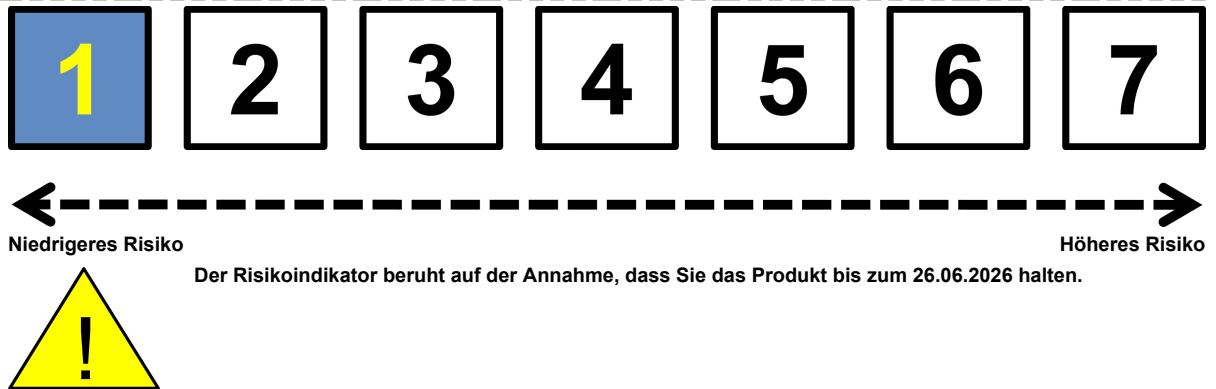 1 2 3 4 5 6 7
Niedrigeres Risiko Höheres Risiko
Der Risikoindikator beruht auf der Annahme, dass Sie das Produkt bis zum 26.06.2026 halten.
!